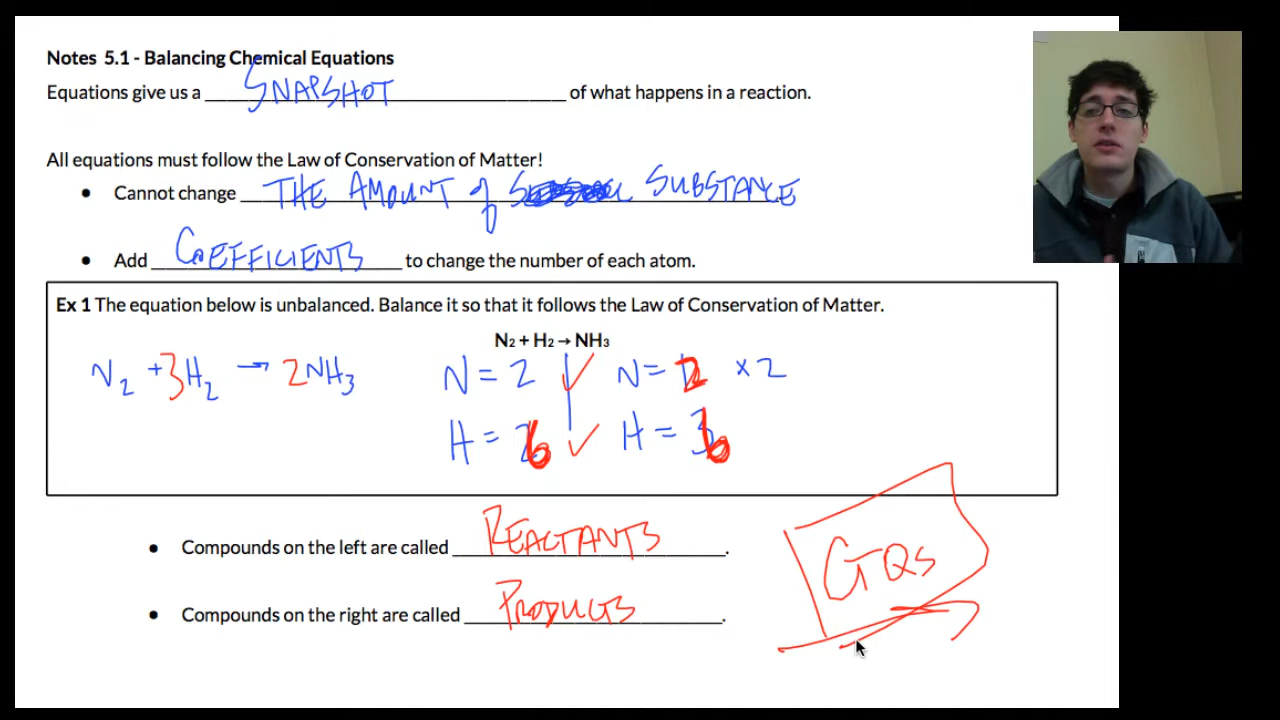 Notes 5.1 - Balancing Chemical Equations
Equations give us a SNAPSHOT of what happens in a reaction.
All equations must follow the Law of Conservation of Matter!
• Cannot change THE AMOUNT of SUBSTANCE
• Add COEFFICIENTS to change the number of each atom.
Ex 1 The equation below is unbalanced. Balance it so that it follows the Law of Conservation of Matter.
N₂ + H₂ → NH₃
N₂ + 3H₂ → 2NH₃ N = 2 ✓ N = 2 × 2
H = 6 ✓ H = 6
• Compounds on the left are called REACTANTS.
• Compounds on the right are called PRODUCTS.
GTQs